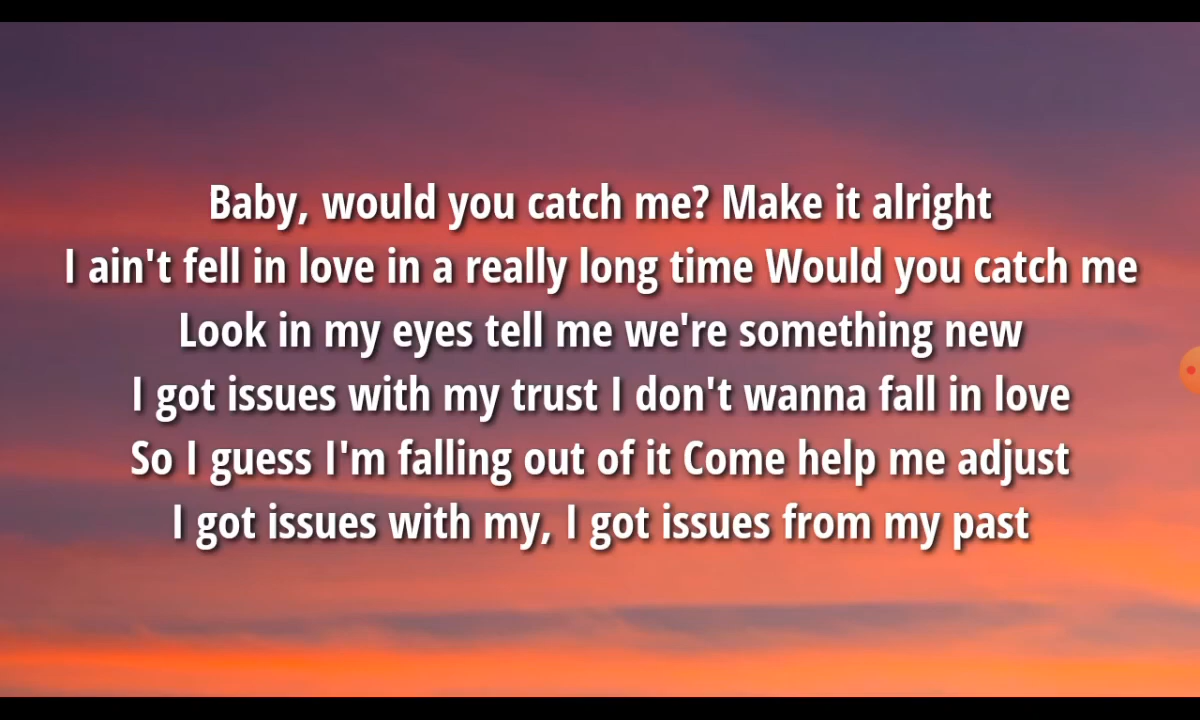 Baby, would you catch me? Make it alright
I ain't fell in love in a really long time Would you catch me
Look in my eyes tell me we're something new
I got issues with my trust I don't wanna fall in love
So I guess I'm falling out of it Come help me adjust
I got issues with my, I got issues from my past